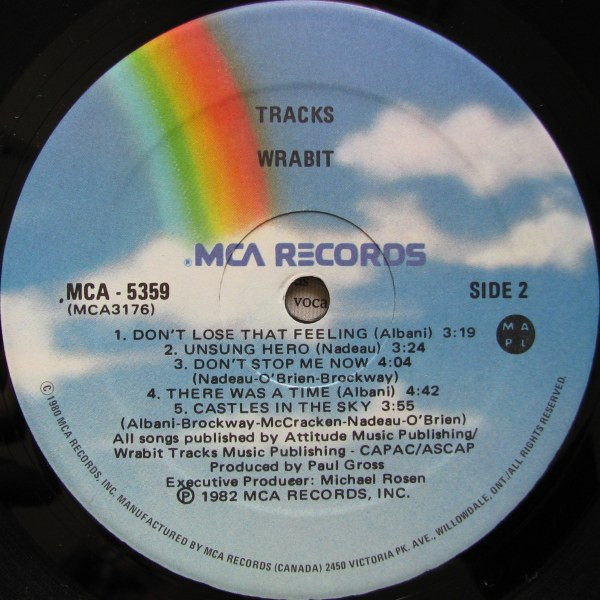 TRACKS
WRABIT
®MCA RECORDS
MCA - 5359
(MCA3176)
as
voca
SIDE 2
M A
P L
1. DON'T LOSE THAT FEELING (Albani) 3:19
2. UNSUNG HERO (Nadeau) 3:24
3. DON'T STOP ME NOW 4:04
(Nadeau-O'Brien-Brockway)
4. THERE WAS A TIME (Albani) 4:42
5. CASTLES IN THE SKY 3:55
(Albani-Brockway-McCracken-Nadeau-O'Brien)
All songs published by Attitude Music Publishing/
Wrabit Tracks Music Publishing - CAPAC/ASCAP
Produced by Paul Gross
Executive Producer: Michael Rosen
℗ 1982 MCA RECORDS, INC.
© 1980 MCA RECORDS, INC. MANUFACTURED BY MCA RECORDS (CANADA) 2450 VICTORIA PK. AVE., WILLOWDALE, ONT./ALL RIGHTS RESERVED.